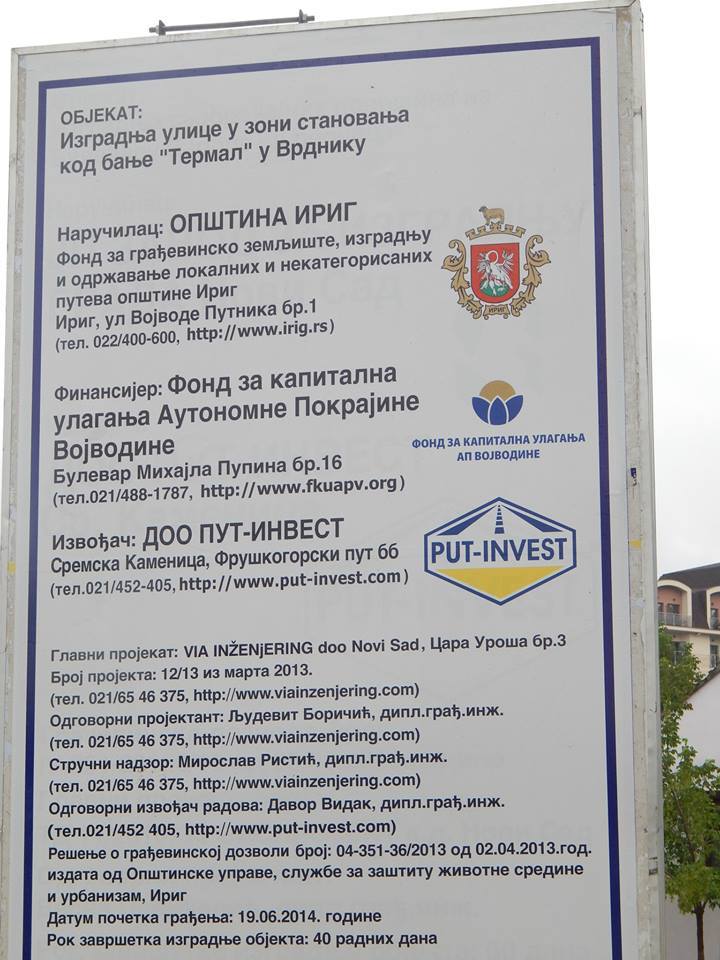 ОБЈЕКАТ:
Изградња улице у зони становања
код бање "Термал" у Врднику
Наручилац: ОПШТИНА ИРИГ
Фонд за грађевинско земљиште, изградњу
и одржавање локалних и некатегорисаних
путева општине Ириг
Ириг, ул Војводе Путника бр.1
(тел. 022/400-600, http://www.irig.rs)
ИРИГ
Финансијер: Фонд за капитална
улагања Аутономне Покрајине
Војводине
Булевар Михајла Пупина бр.16
(тел.021/488-1787, http://www.fkuapv.org)
ФОНД ЗА КАПИТАЛНА УЛАГАЊА
АП ВОЈВОДИНЕ
Извођач: ДОО ПУТ-ИНВЕСТ
Сремска Каменица, Фрушкогорски пут бб
(тел.021/452-405, http://www.put-invest.com)
PUT-INVEST
Главни пројекат: VIA INŽENjERING doo Novi Sad, Цара Уроша бр.3
Број пројекта: 12/13 из марта 2013.
(тел. 021/65 46 375, http://www.viainzenjering.com)
Одговорни пројектант: Људевит Боричић, дипл.грађ.инж.
(тел. 021/65 46 375, http://www.viainzenjering.com)
Стручни надзор: Мирослав Ристић, дипл.грађ.инж.
(тел. 021/65 46 375, http://www.viainzenjering.com)
Одговорни извођач радова: Давор Видак, дипл.грађ.инж.
(тел.021/452 405, http://www.put-invest.com)
Решење о грађевинској дозволи број: 04-351-36/2013 од 02.04.2013.год.
издата од Општинске управе, службе за заштиту животне средине
и урбанизам, Ириг
Датум почетка грађења: 19.06.2014. године
Рок завршетка изградње објекта: 40 радних дана